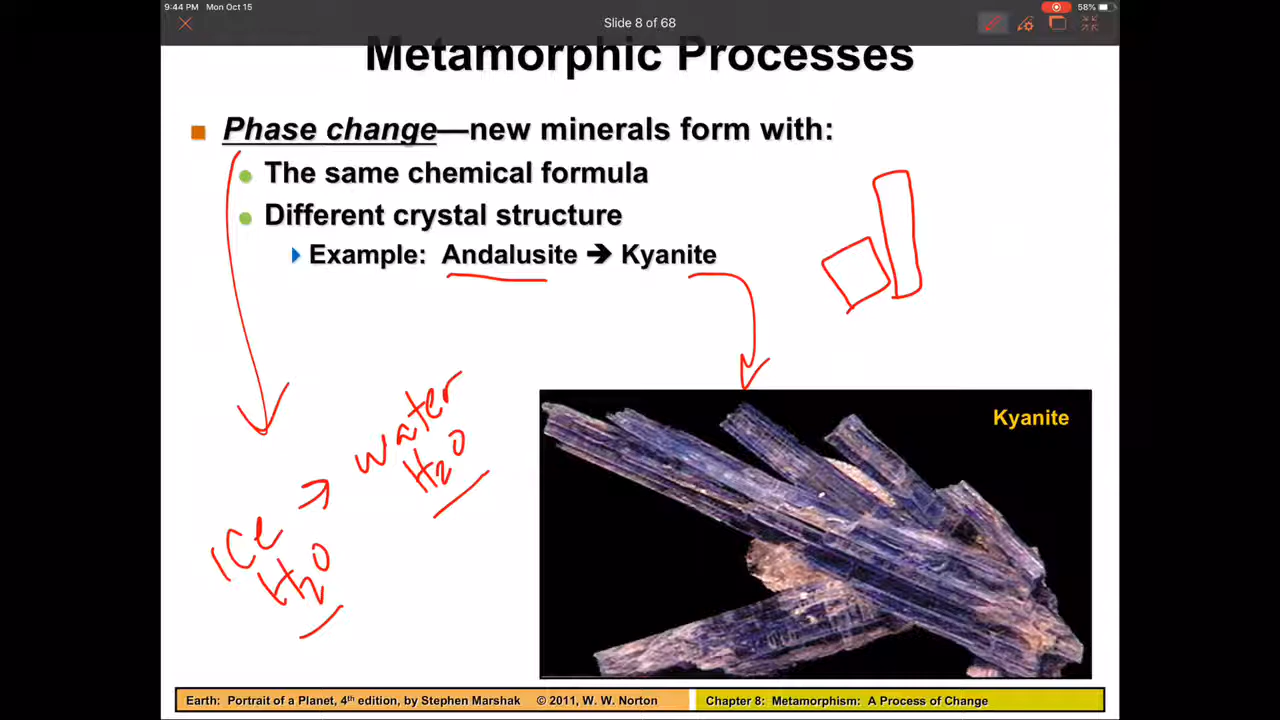 9:44 PM Mon Oct 15
58%
Slide 8 of 68
Metamorphic Processes
Phase change—new minerals form with:
The same chemical formula
Different crystal structure
Example: Andalusite ➔ Kyanite
Kyanite
water
H2O
Ice →
H2O
Earth: Portrait of a Planet, 4th edition, by Stephen Marshak © 2011, W. W. Norton
Chapter 8: Metamorphism: A Process of Change